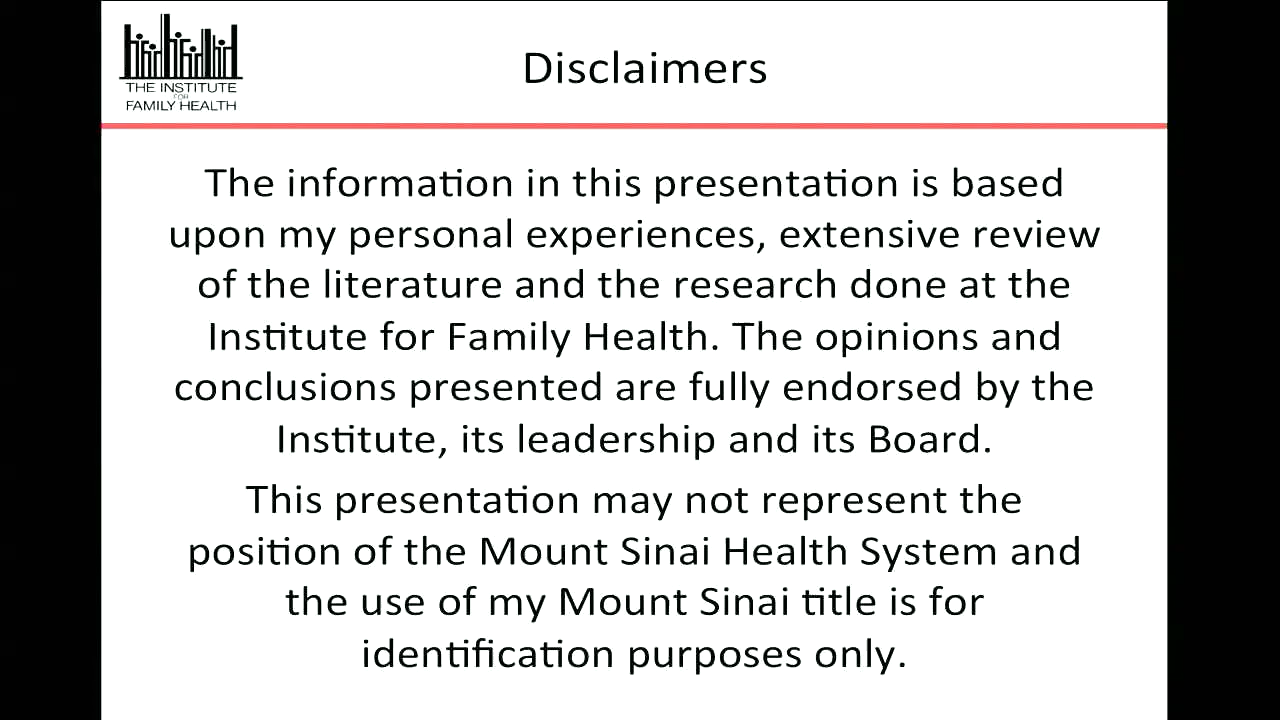 THE INSTITUTE
FOR
FAMILY HEALTH
Disclaimers
The information in this presentation is based
upon my personal experiences, extensive review
of the literature and the research done at the
Institute for Family Health. The opinions and
conclusions presented are fully endorsed by the
Institute, its leadership and its Board.
This presentation may not represent the
position of the Mount Sinai Health System and
the use of my Mount Sinai title is for
identification purposes only.